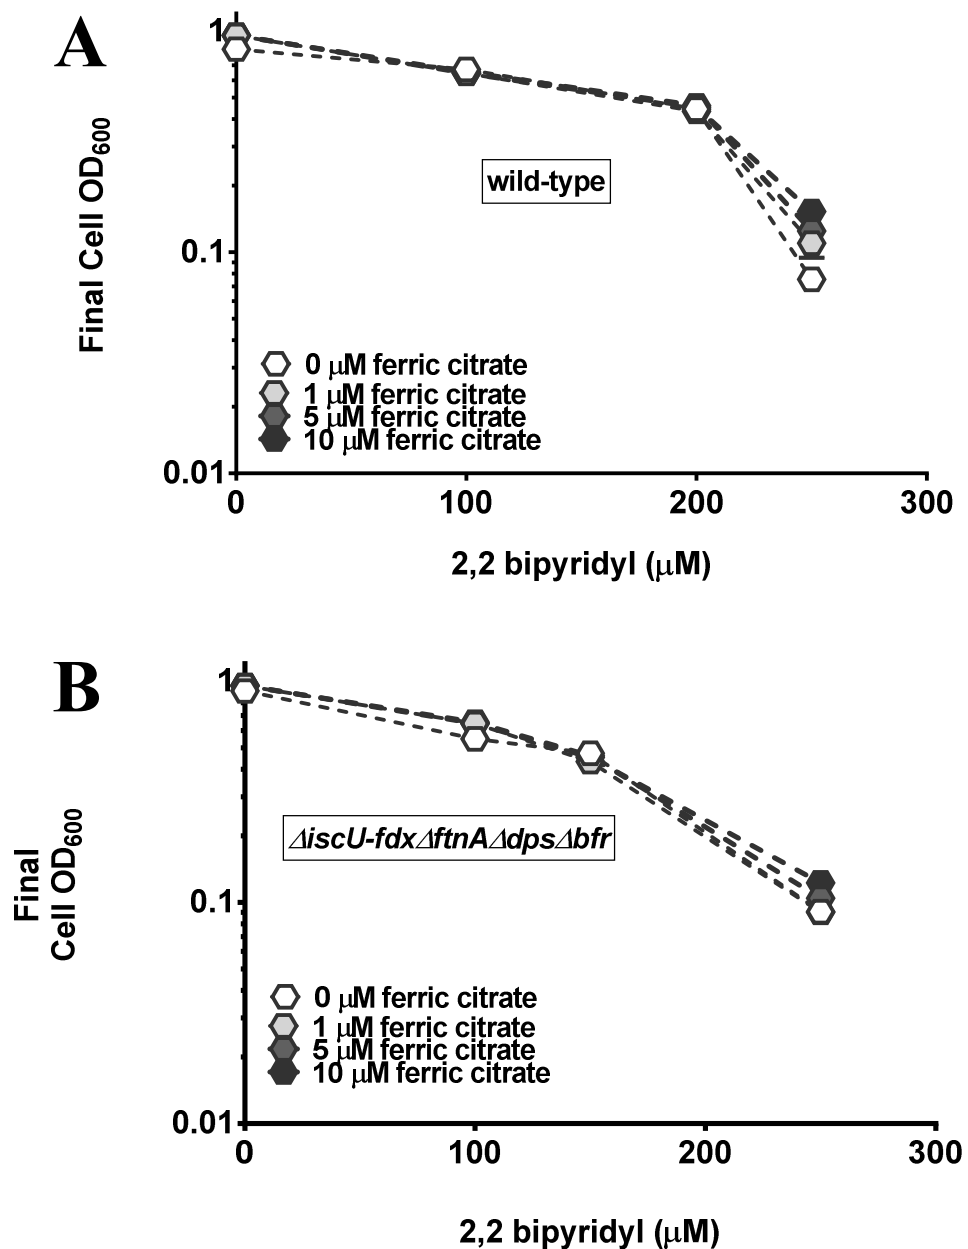 A
1
0.1
0.01
Final Cell OD600
wild-type
0 μM ferric citrate
1 μM ferric citrate
5 μM ferric citrate
10 μM ferric citrate
0 100 200 300
2,2 bipyridyl (μM)
B
1
0.1
0.01
Final
Cell OD600
ΔiscU-fdxΔftnAΔdpsΔbfr
0 μM ferric citrate
1 μM ferric citrate
5 μM ferric citrate
10 μM ferric citrate
0 100 200 300
2,2 bipyridyl (μM)